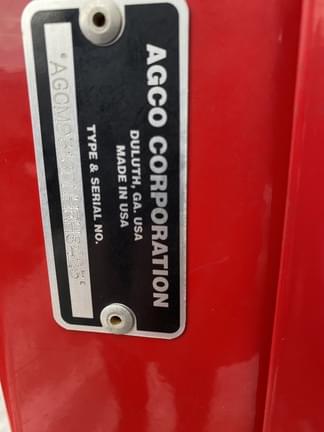 AGCO CORPORATION
DULUTH, GA. USA
MADE IN USA
TYPE & SERIAL NO.